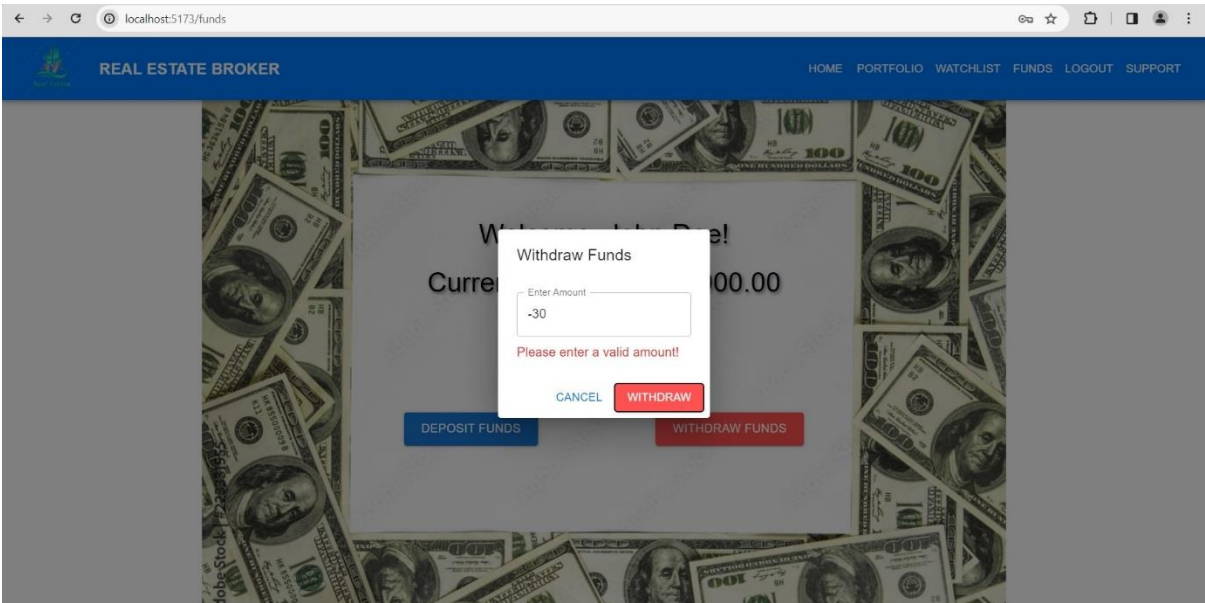 localhost:5173/funds
REAL ESTATE BROKER
HOME PORTFOLIO WATCHLIST FUNDS LOGOUT SUPPORT
Withdraw Funds
Enter Amount
-30
Please enter a valid amount!
CANCEL WITHDRAW
DEPOSIT FUNDS WITHDRAW FUNDS
100